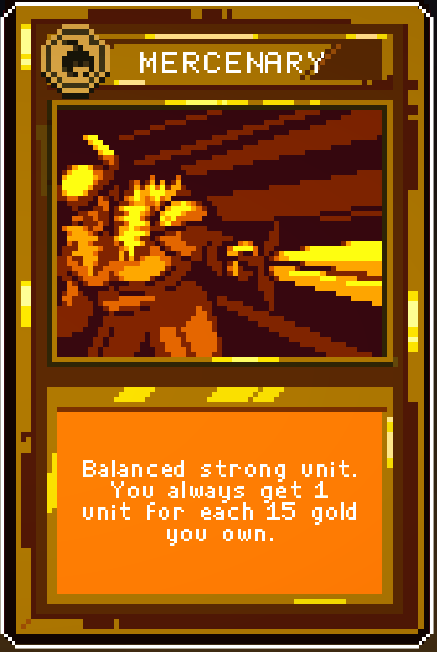 MERCENARY
Balanced strong unit.
You always get 1
unit for each 15 gold
you own.